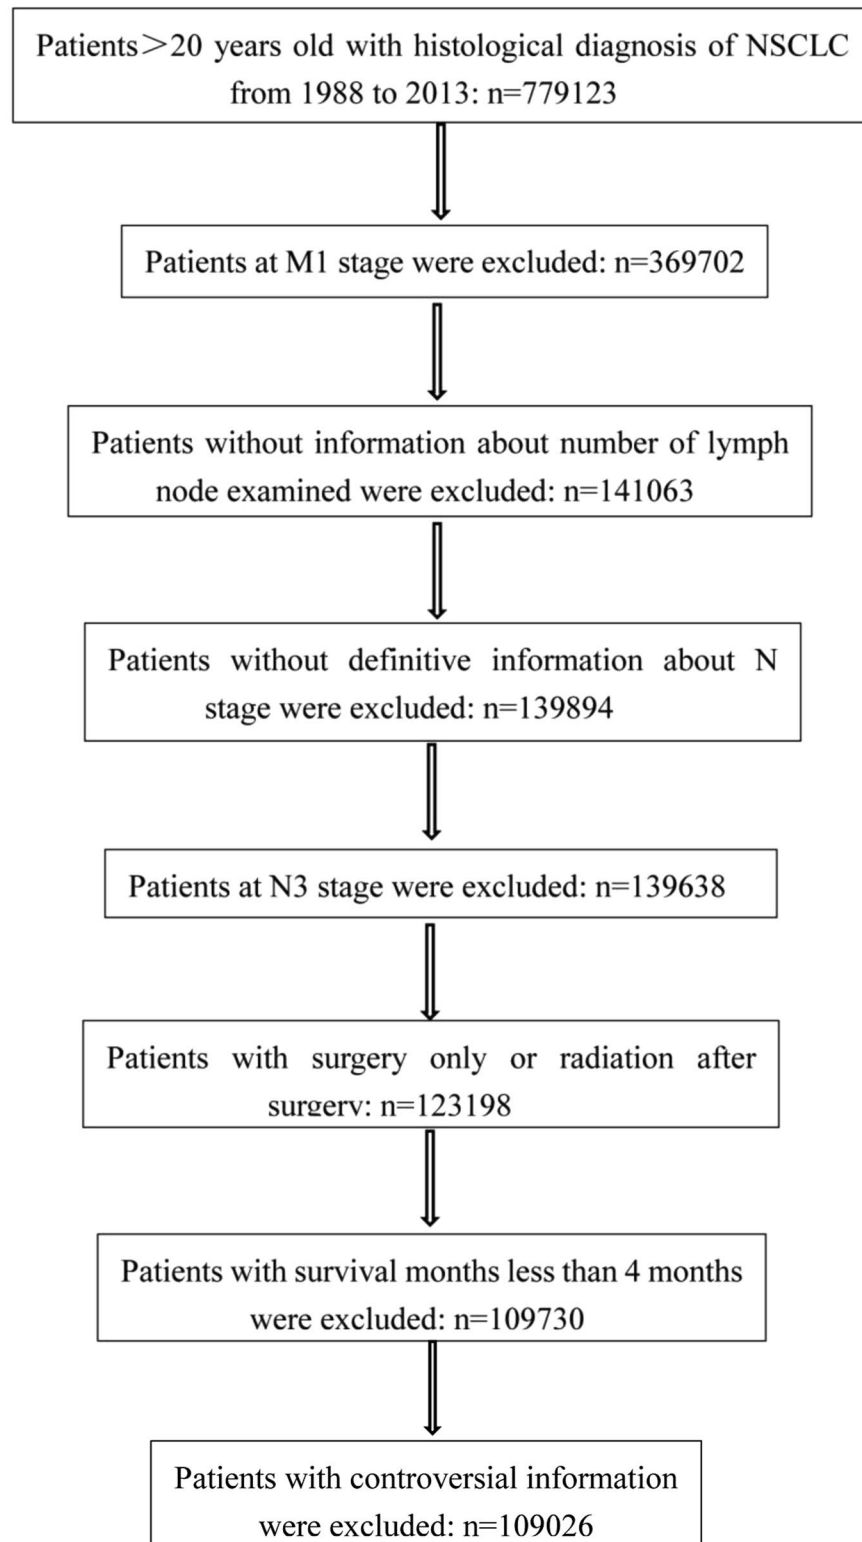 Patients＞20 years old with histological diagnosis of NSCLC
from 1988 to 2013: n=779123
Patients at M1 stage were excluded: n=369702
Patients without information about number of lymph
node examined were excluded: n=141063
Patients without definitive information about N
stage were excluded: n=139894
Patients at N3 stage were excluded: n=139638
Patients with surgery only or radiation after
surgery: n=123198
Patients with survival months less than 4 months
were excluded: n=109730
Patients with controversial information
were excluded: n=109026